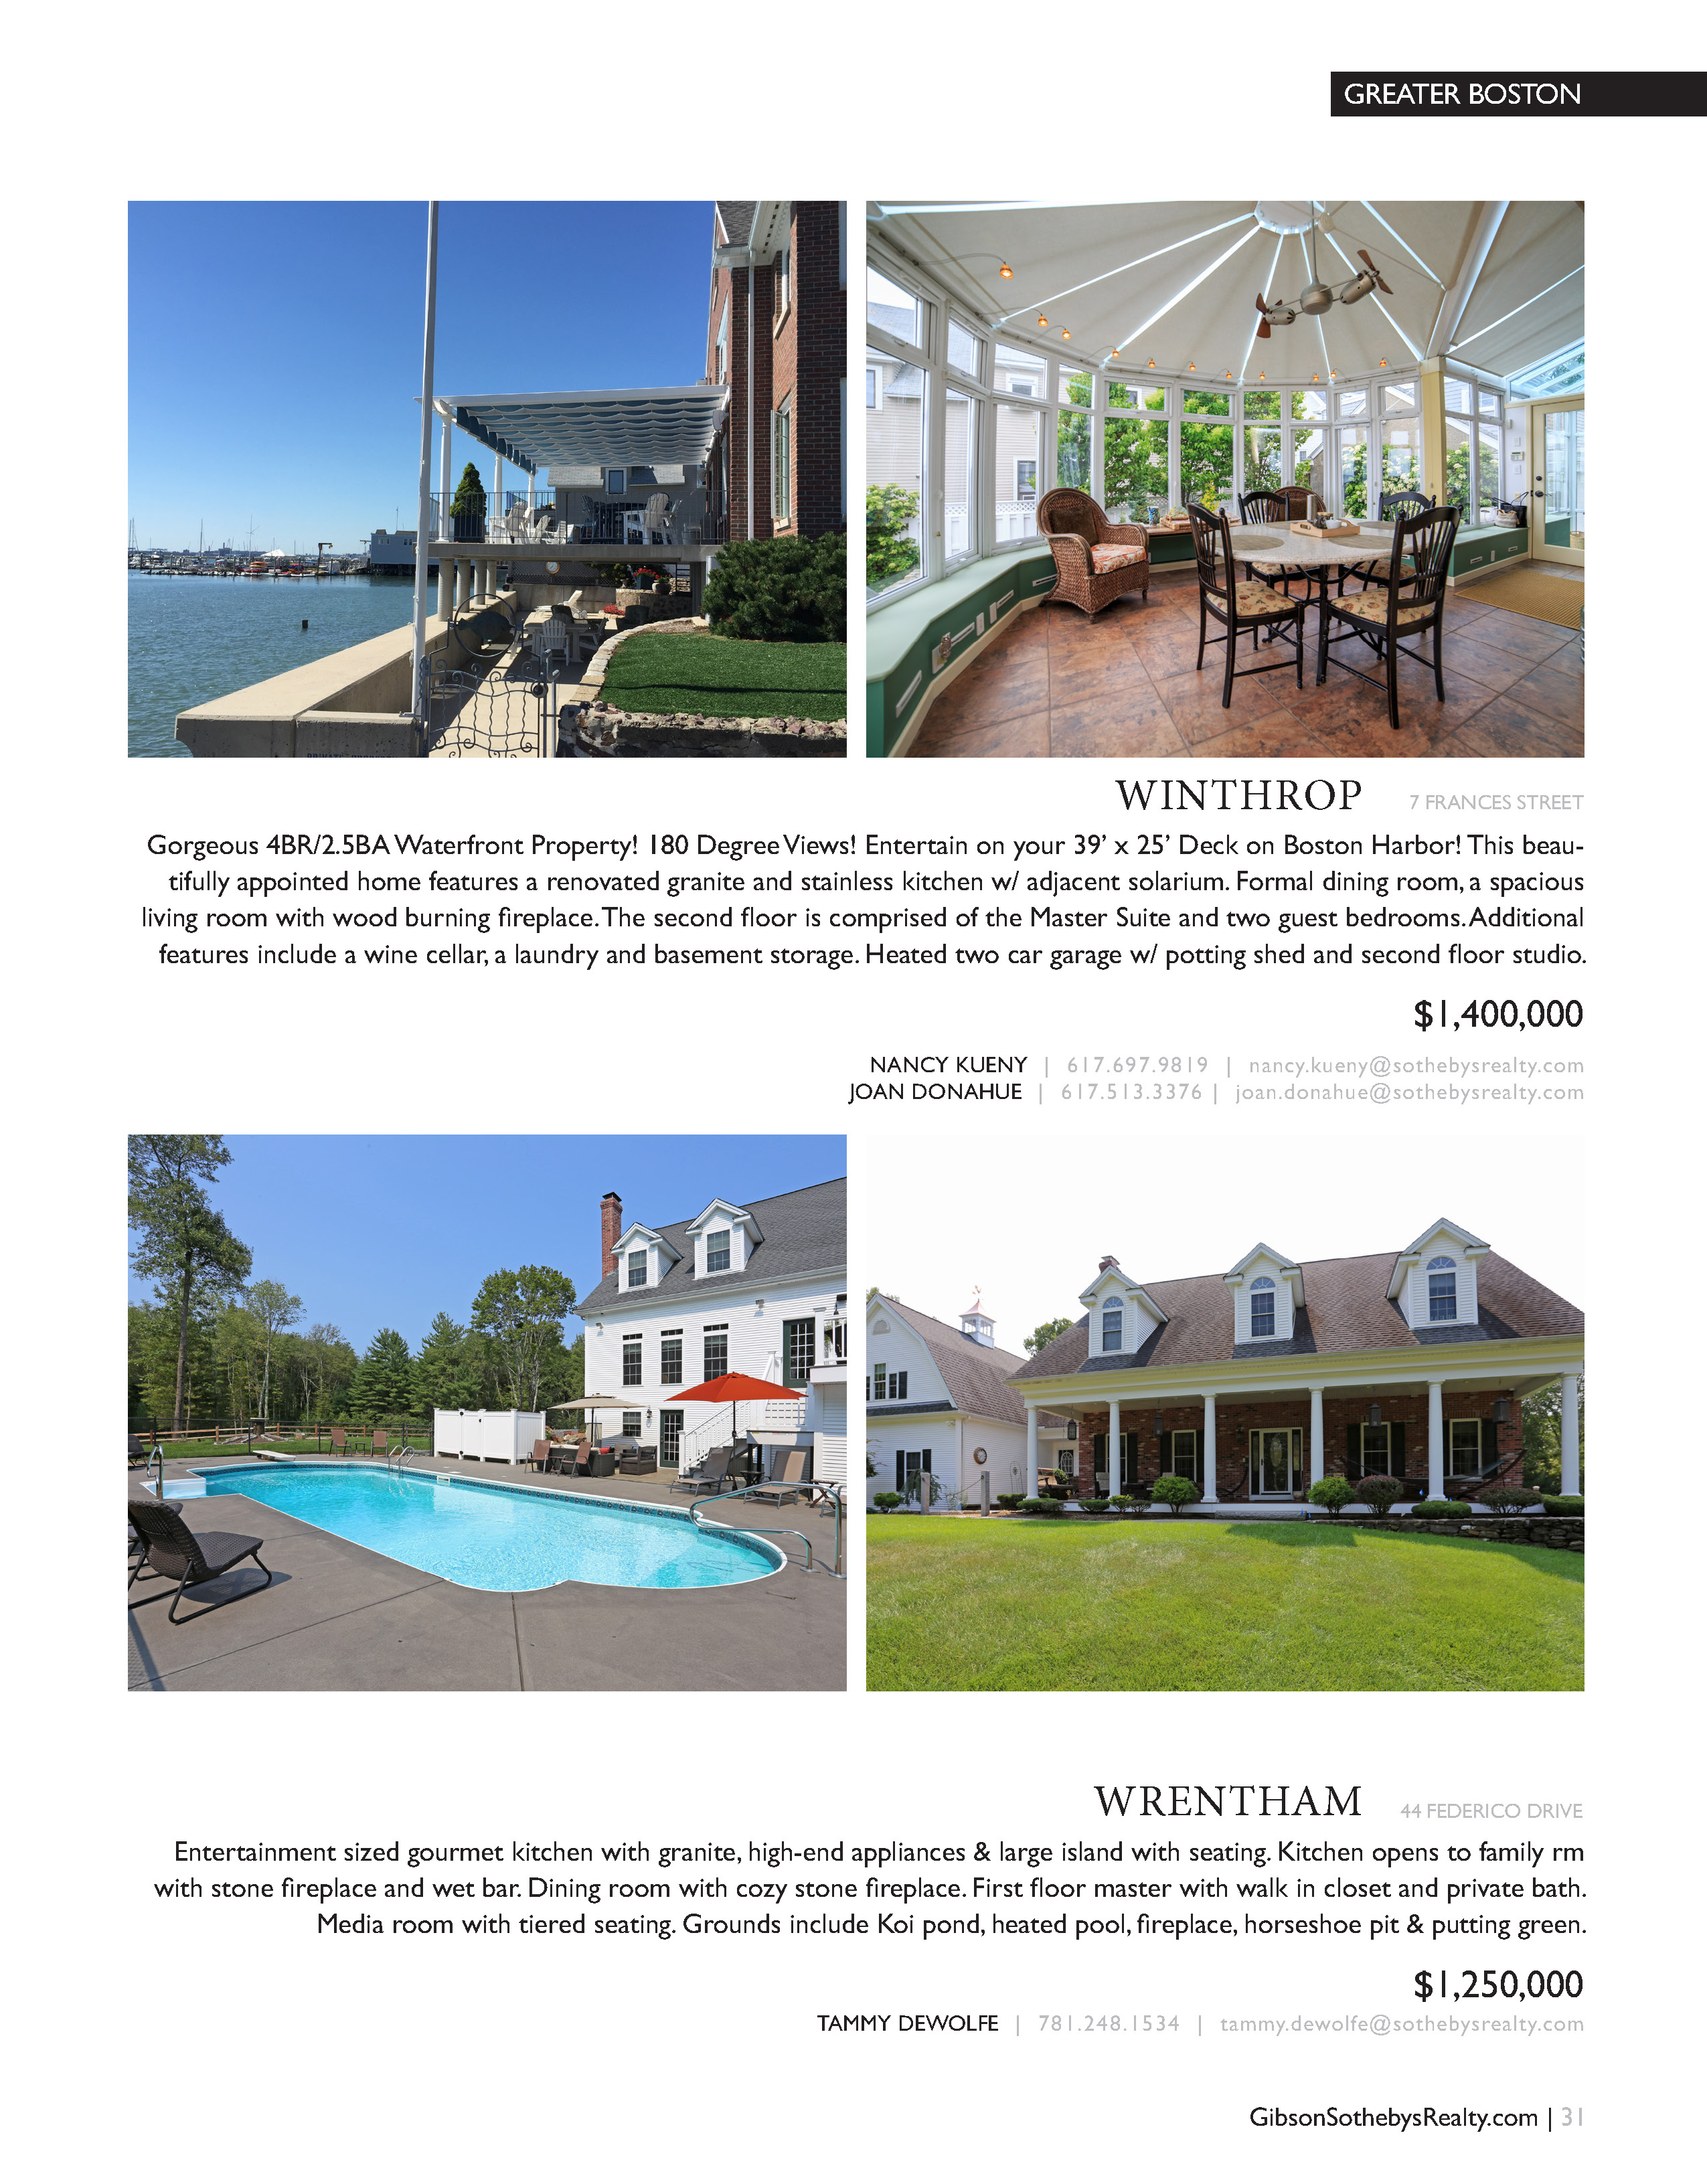 GREATER BOSTON
WINTHROP 7 FRANCES STREET
Gorgeous 4BR/2.5BA Waterfront Property! 180 Degree Views! Entertain on your 39’ x 25’ Deck on Boston Harbor! This beau-
tifully appointed home features a renovated granite and stainless kitchen w/ adjacent solarium. Formal dining room, a spacious
living room with wood burning fireplace. The second floor is comprised of the Master Suite and two guest bedrooms. Additional
features include a wine cellar, a laundry and basement storage. Heated two car garage w/ potting shed and second floor studio.
$1,400,000
NANCY KUENY | 617.697.9819 | nancy.kueny@sothebysrealty.com
JOAN DONAHUE | 617.513.3376 | joan.donahue@sothebysrealty.com
WRENTHAM 44 FEDERICO DRIVE
Entertainment sized gourmet kitchen with granite, high-end appliances & large island with seating. Kitchen opens to family rm
with stone fireplace and wet bar. Dining room with cozy stone fireplace. First floor master with walk in closet and private bath.
Media room with tiered seating. Grounds include Koi pond, heated pool, fireplace, horseshoe pit & putting green.
$1,250,000
TAMMY DEWOLFE | 781.248.1534 | tammy.dewolfe@sothebysrealty.com
GibsonSothebysRealty.com | 31